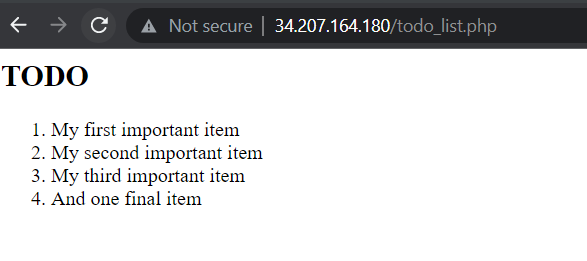 Not secure | 34.207.164.180/todo_list.php
TODO
1. My first important item
2. My second important item
3. My third important item
4. And one final item